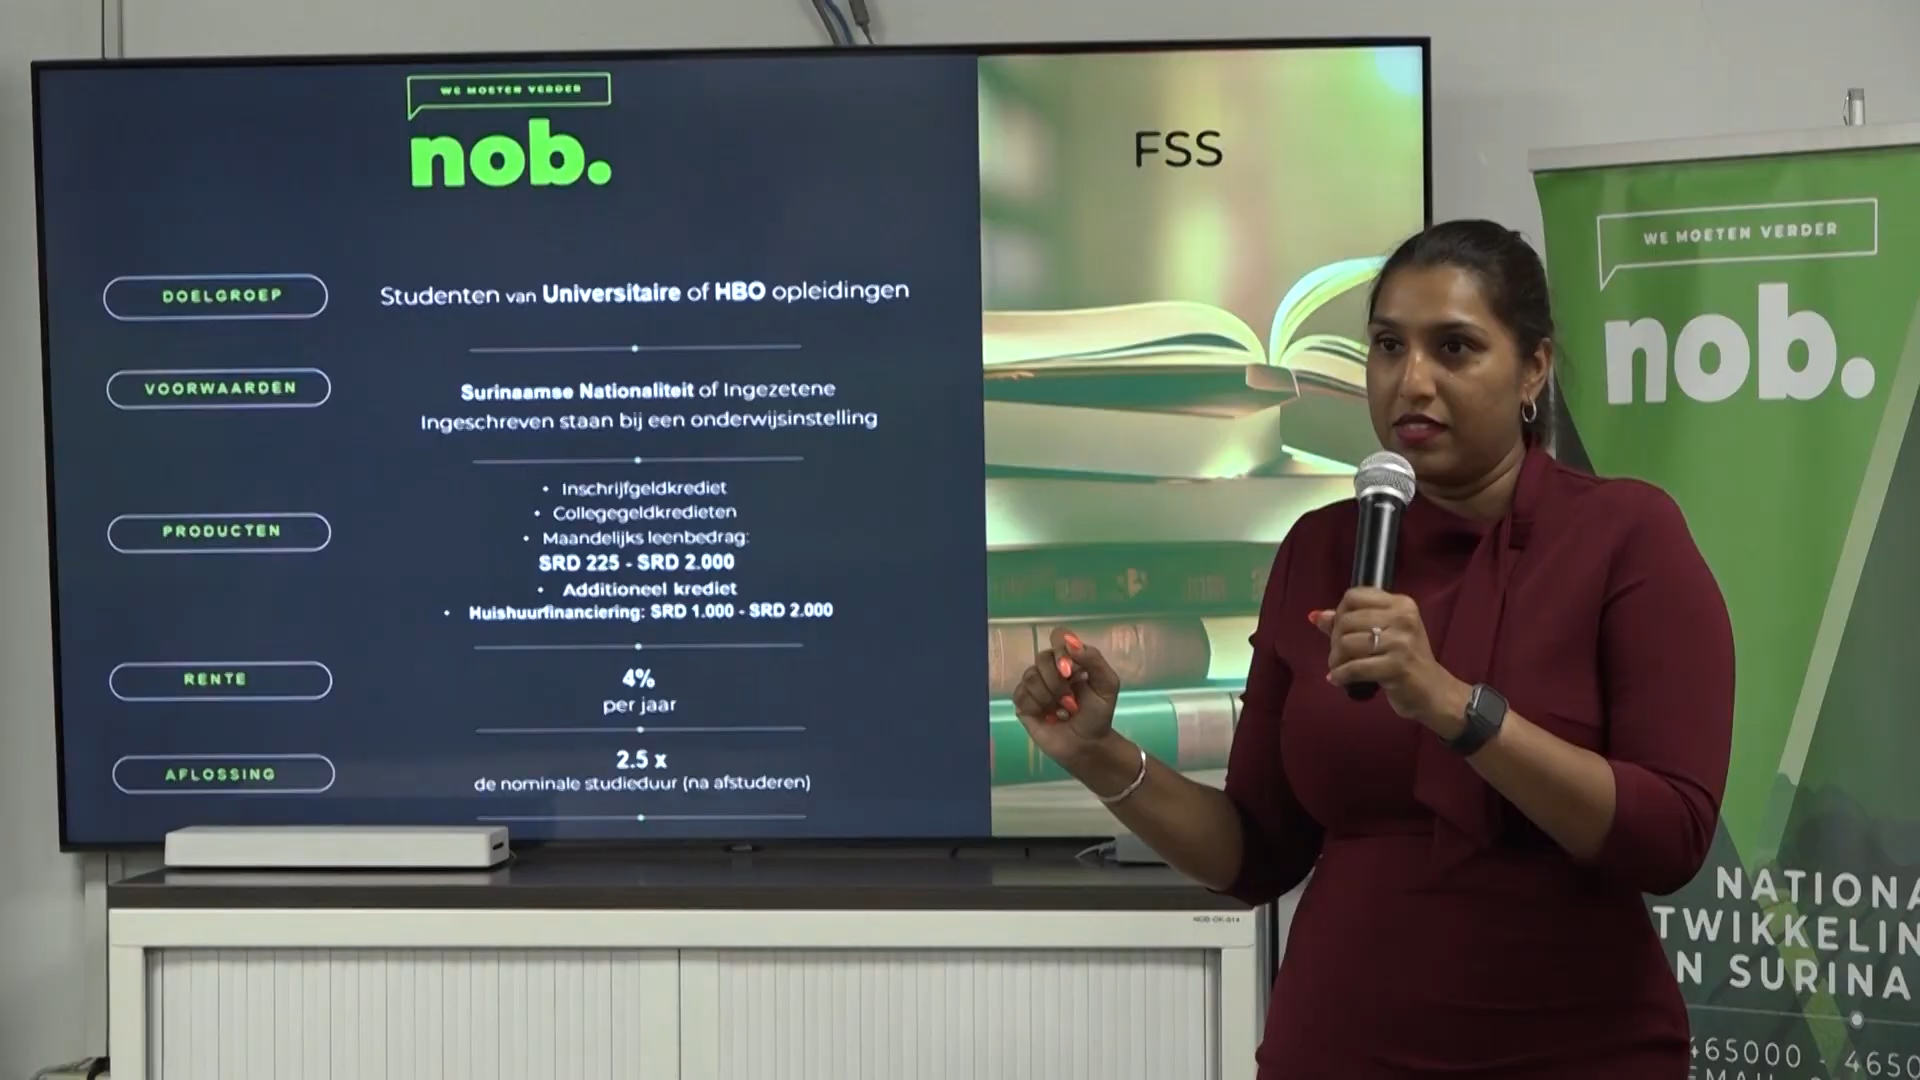 WE MOETEN VERDER
nob.
FSS
DOELGROEP
Studenten van Universitaire of HBO opleidingen
VOORWAARDEN
Surinaamse Nationaliteit of Ingezetene
Ingeschreven staan bij een onderwijsinstelling
PRODUCTEN
• Inschrijfgeldkrediet
• Collegegeldkredieten
• Maandelijks leenbedrag:
SRD 225 - SRD 2.000
• Additioneel krediet
• Huishuurfinanciering: SRD 1.000 - SRD 2.000
RENTE
4%
per jaar
AFLOSSING
2.5 x
de nominale studieduur (na afstuderen)
WE MOETEN VERDER
nob.
NATIONA
TWIKKELIN
N SURINA
465000 - 4650